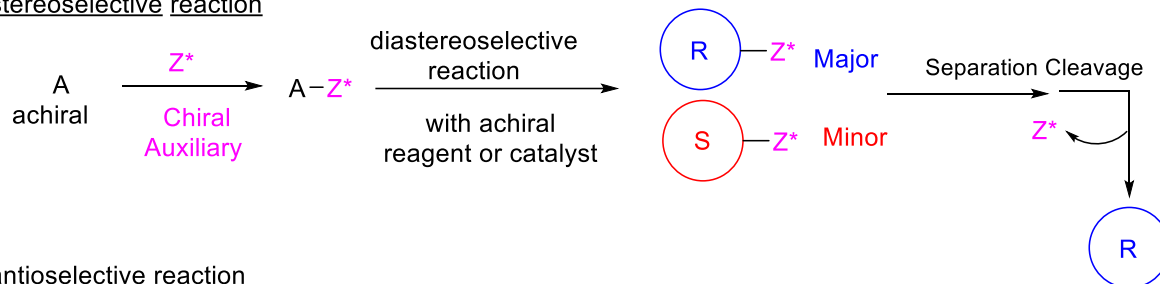 stereoselective reaction
A
achiral
Z*
Chiral
Auxiliary
A–Z*
diastereoselective
reaction
with achiral
reagent or catalyst
R–Z* Major
S–Z* Minor
Separation Cleavage
Z*
R
antioselective reaction